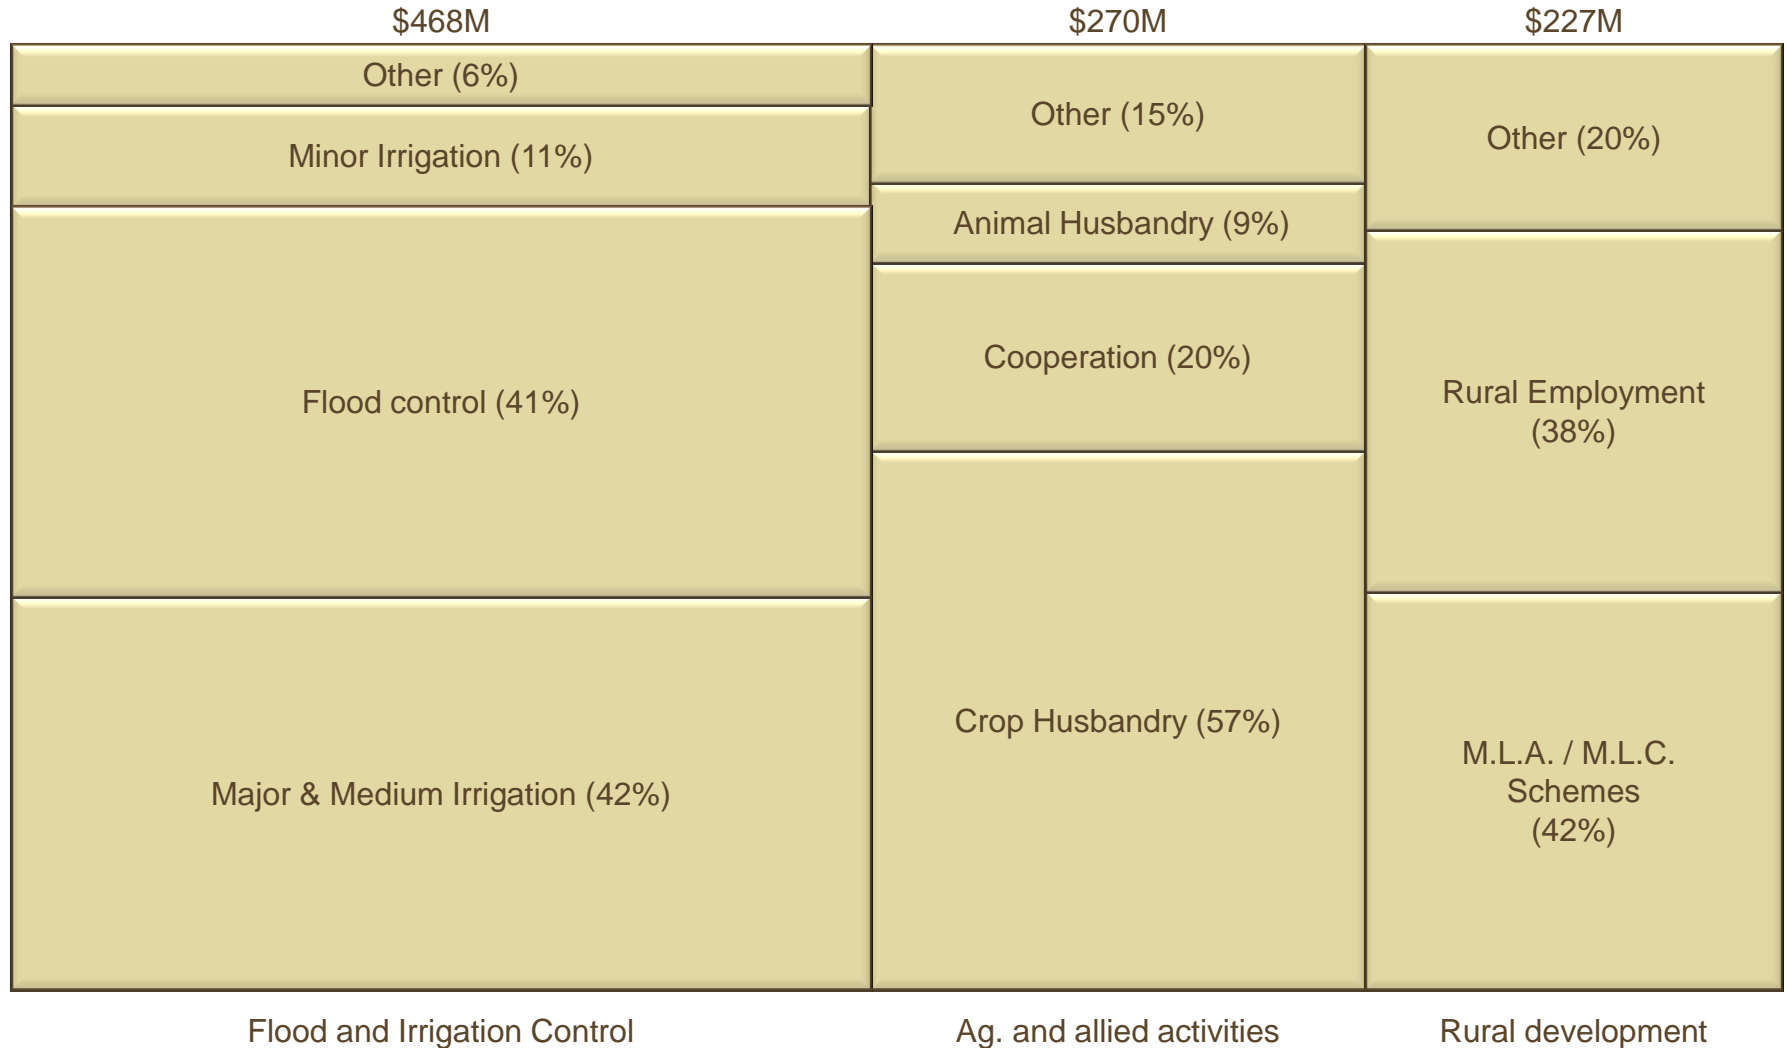 $468M
$270M
$227M
Other (6%)
Minor Irrigation (11%)
Flood control (41%)
Major & Medium Irrigation (42%)
Other (15%)
Animal Husbandry (9%)
Cooperation (20%)
Crop Husbandry (57%)
Other (20%)
Rural Employment
(38%)
M.L.A. / M.L.C.
Schemes
(42%)
Flood and Irrigation Control
Ag. and allied activities
Rural development